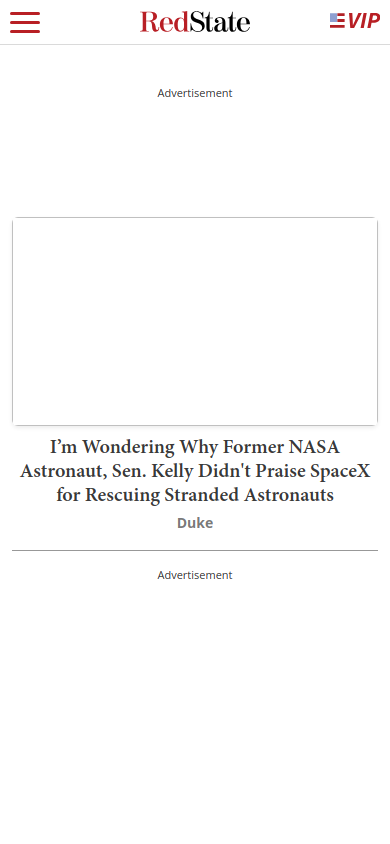 RedState
VIP
Advertisement
I’m Wondering Why Former NASA
Astronaut, Sen. Kelly Didn't Praise SpaceX
for Rescuing Stranded Astronauts
Duke
Advertisement